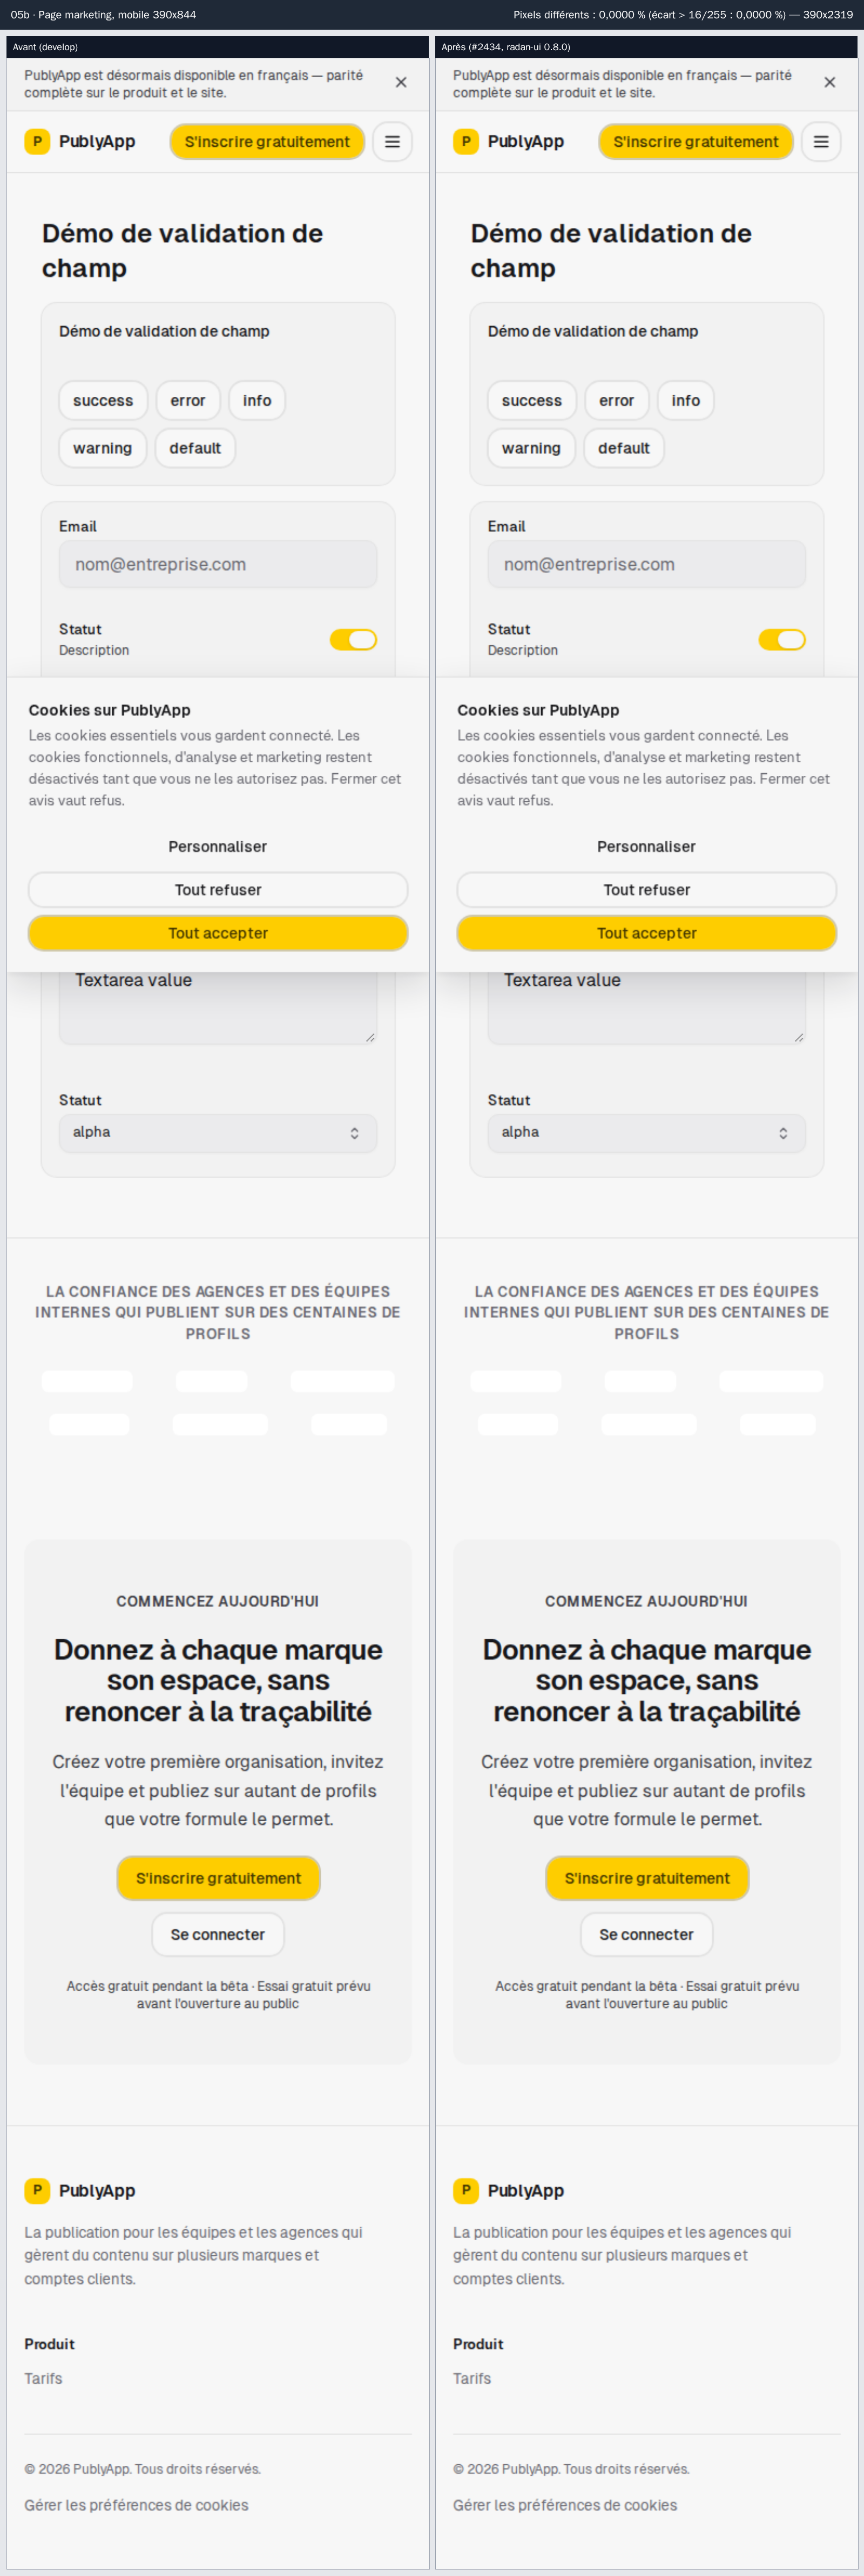 05b · Page marketing, mobile 390x844
Pixels différents : 0,0000 % (écart > 16/255 : 0,0000 %) — 390x2319
Avant (develop)
PublyApp est désormais disponible en français — parité
complète sur le produit et le site.
P PublyApp
S'inscrire gratuitement
Démo de validation de
champ
Démo de validation de champ
success error info
warning default
Email
nom@entreprise.com
Statut
Description
Cookies sur PublyApp
Les cookies essentiels vous gardent connecté. Les
cookies fonctionnels, d'analyse et marketing restent
désactivés tant que vous ne les autorisez pas. Fermer cet
avis vaut refus.
Personnaliser
Tout refuser
Tout accepter
Textarea value
Statut
alpha
LA CONFIANCE DES AGENCES ET DES ÉQUIPES
INTERNES QUI PUBLIENT SUR DES CENTAINES DE
PROFILS
COMMENCEZ AUJOURD'HUI
Donnez à chaque marque
son espace, sans
renoncer à la traçabilité
Créez votre première organisation, invitez
l'équipe et publiez sur autant de profils
que votre formule le permet.
S'inscrire gratuitement
Se connecter
Accès gratuit pendant la bêta · Essai gratuit prévu
avant l'ouverture au public
P PublyApp
La publication pour les équipes et les agences qui
gèrent du contenu sur plusieurs marques et
comptes clients.
Produit
Tarifs
© 2026 PublyApp. Tous droits réservés.
Gérer les préférences de cookies
Après (#2434, radan-ui 0.8.0)
PublyApp est désormais disponible en français — parité
complète sur le produit et le site.
P PublyApp
S'inscrire gratuitement
Démo de validation de
champ
Démo de validation de champ
success error info
warning default
Email
nom@entreprise.com
Statut
Description
Cookies sur PublyApp
Les cookies essentiels vous gardent connecté. Les
cookies fonctionnels, d'analyse et marketing restent
désactivés tant que vous ne les autorisez pas. Fermer cet
avis vaut refus.
Personnaliser
Tout refuser
Tout accepter
Textarea value
Statut
alpha
LA CONFIANCE DES AGENCES ET DES ÉQUIPES
INTERNES QUI PUBLIENT SUR DES CENTAINES DE
PROFILS
COMMENCEZ AUJOURD'HUI
Donnez à chaque marque
son espace, sans
renoncer à la traçabilité
Créez votre première organisation, invitez
l'équipe et publiez sur autant de profils
que votre formule le permet.
S'inscrire gratuitement
Se connecter
Accès gratuit pendant la bêta · Essai gratuit prévu
avant l'ouverture au public
P PublyApp
La publication pour les équipes et les agences qui
gèrent du contenu sur plusieurs marques et
comptes clients.
Produit
Tarifs
© 2026 PublyApp. Tous droits réservés.
Gérer les préférences de cookies